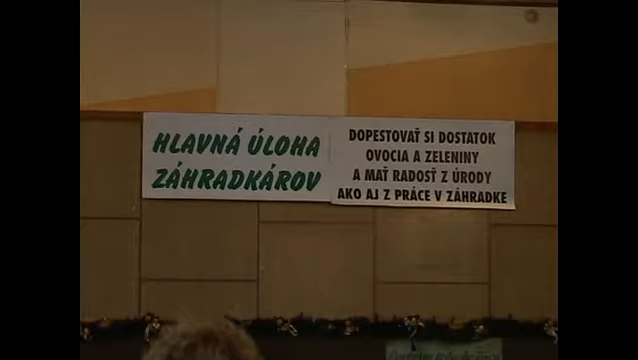 HLAVNÁ ÚLOHA
ZÁHRADKÁROV
DOPESTOVAŤ SI DOSTATOK
OVOCIA A ZELENINY
A MAŤ RADOSŤ Z ÚRODY
AKO AJ Z PRÁCE V ZÁHRADKE